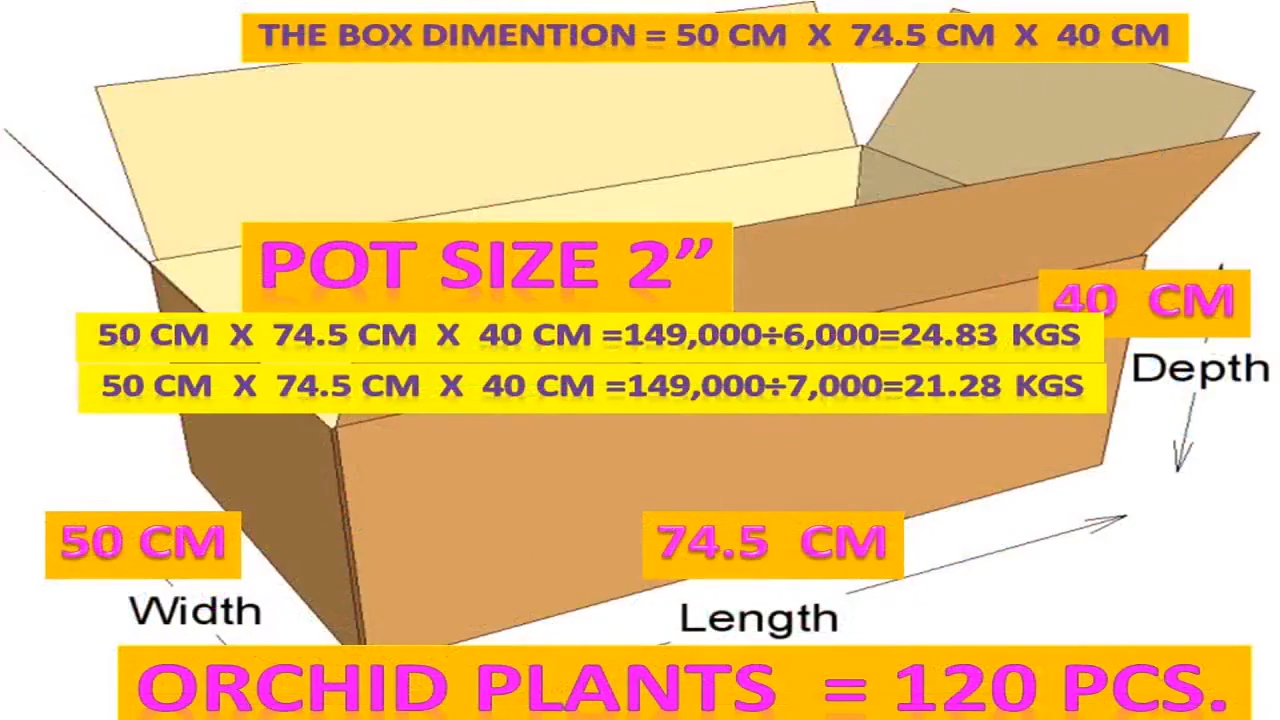 THE BOX DIMENTION = 50 CM X 74.5 CM X 40 CM
POT SIZE 2”
40 CM
50 CM X 74.5 CM X 40 CM =149,000÷6,000=24.83 KGS
Depth
50 CM X 74.5 CM X 40 CM =149,000÷7,000=21.28 KGS
50 CM
74.5 CM
Width
Length
ORCHID PLANTS = 120 PCS.